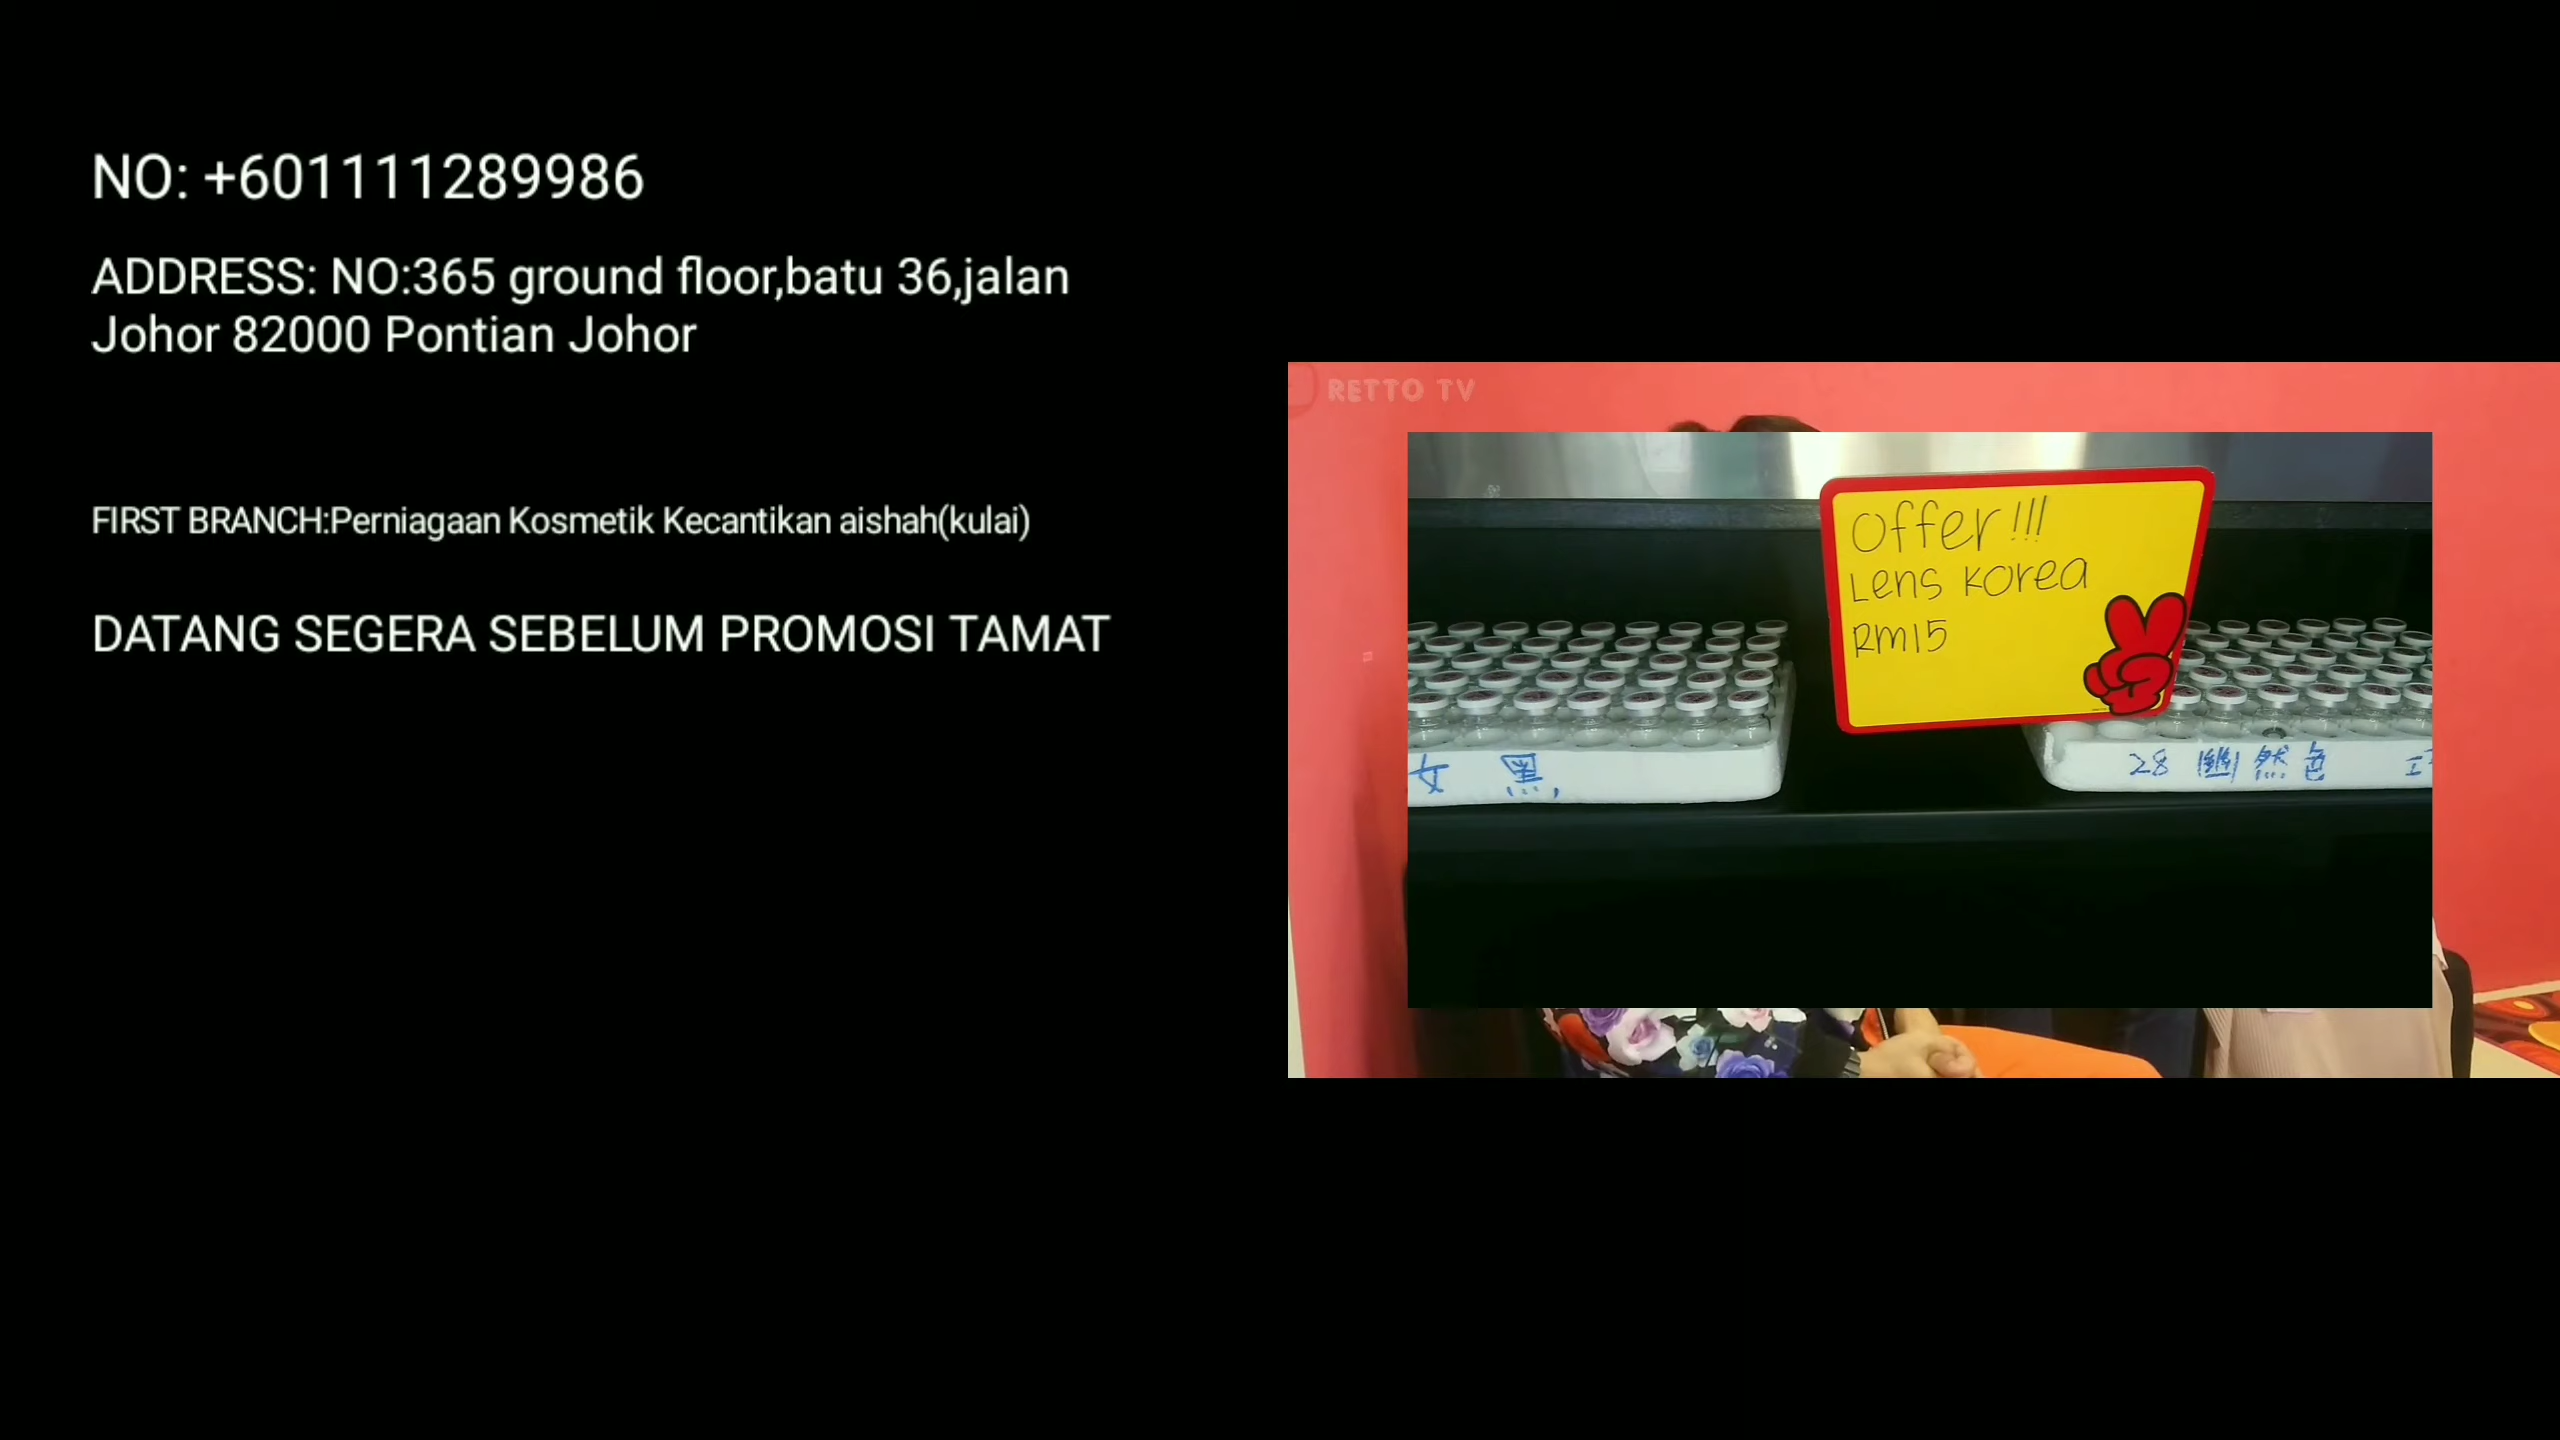 NO: +601111289986
ADDRESS: NO:365 ground floor,batu 36,jalan
Johor 82000 Pontian Johor
FIRST BRANCH:Perniagaan Kosmetik Kecantikan aishah(kulai)
DATANG SEGERA SEBELUM PROMOSI TAMAT
RETTO TV
Offer!!!
Lens Korea
RM15
女 黑
28 幽然色